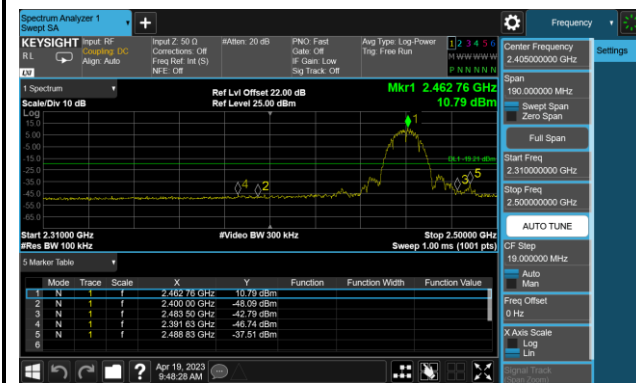 Spectrum Analyzer 1
Swept SA
+
Frequency
KEYSIGHT
Input: RF
Input Z: 50 Ω
#Atten: 20 dB
PNO: Fast
Avg Type: Log-Power
1 2 3 4 5 6
RL
Coupling: DC
Corrections: Off
Gate: Off
Trig: Free Run
M W W W W W
Align: Auto
Freq Ref: Int (S)
IF Gain: Low
P N N N N N
LXI
NFE: Off
Sig Track: Off
Center Frequency
2.405000000 GHz
Settings
Span
190.000000 MHz
Swept Span
Zero Span
Full Span
Start Freq
2.310000000 GHz
Stop Freq
2.500000000 GHz
AUTO TUNE
CF Step
19.000000 MHz
Auto
Man
Freq Offset
0 Hz
X Axis Scale
Log
Lin
Signal Track
(Span Zoom)
1 Spectrum
Ref Lvl Offset 22.00 dB
Mkr1 2.462 76 GHz
Scale/Div 10 dB
Ref Level 25.00 dBm
10.79 dBm
Log
15.0
5.00
-5.00
-15.0
-25.0
-35.0
-45.0
-55.0
-65.0
1
DL1 -19.21 dBm
4
2
3
5
Start 2.31000 GHz
#Video BW 300 kHz
Stop 2.50000 GHz
#Res BW 100 kHz
Sweep 1.00 ms (1001 pts)
5 Marker Table
Mode Trace Scale X Y Function Function Width Function Value
1 N 1 f 2.462 76 GHz 10.79 dBm
2 N 1 f 2.400 00 GHz -48.09 dBm
3 N 1 f 2.483 50 GHz -42.79 dBm
4 N 1 f 2.391 63 GHz -46.74 dBm
5 N 1 f 2.488 83 GHz -37.51 dBm
6
?
Apr 19, 2023
9:48:28 AM